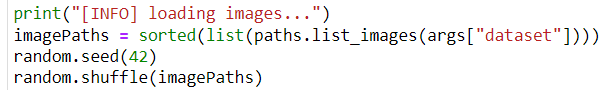 print("[INFO] loading images...")
imagePaths = sorted(list(paths.list_images(args["dataset"])))
random.seed(42)
random.shuffle(imagePaths)